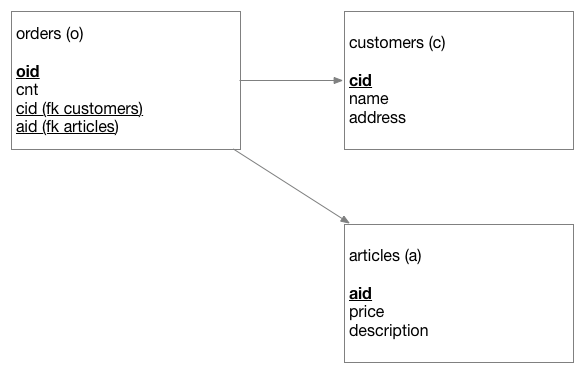 orders (o)
oid
cnt
cid (fk customers)
aid (fk articles)
customers (c)
cid
name
address
articles (a)
aid
price
description